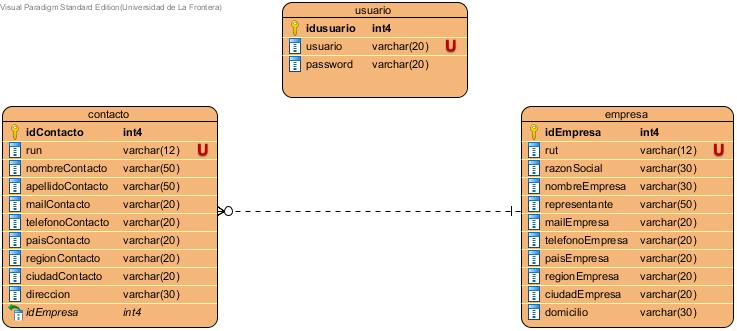 Visual Paradigm Standard Edition(Universidad de La Frontera)
usuario
idusuario int4
usuario varchar(20) U
password varchar(20)
contacto
idContacto int4
run varchar(12) U
nombreContacto varchar(50)
apellidoContacto varchar(50)
mailContacto varchar(20)
telefonoContacto varchar(20)
paisContacto varchar(20)
regionContacto varchar(20)
ciudadContacto varchar(20)
direccion varchar(30)
idEmpresa int4
empresa
idEmpresa int4
rut varchar(12) U
razonSocial varchar(30)
nombreEmpresa varchar(30)
representante varchar(50)
mailEmpresa varchar(20)
telefonoEmpresa varchar(20)
paisEmpresa varchar(20)
regionEmpresa varchar(20)
ciudadEmpresa varchar(20)
domicilio varchar(30)